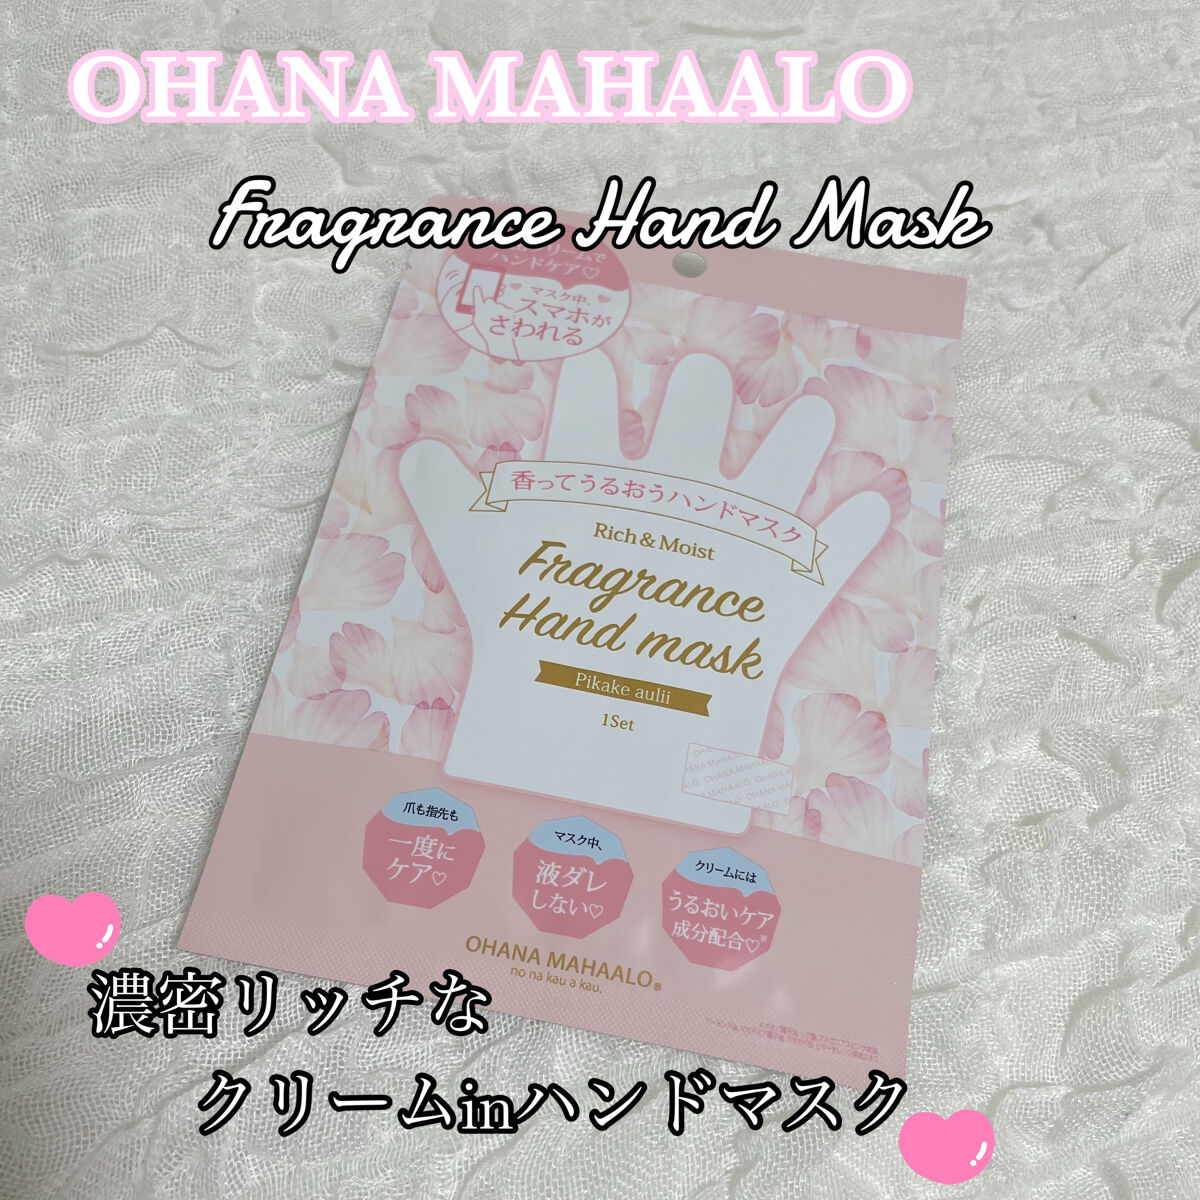 OHANA MAHAALO
Fragrance Hand Mask
ハンドケア♡
マスク中、
スマホが
さわれる
香ってうるおうハンドマスク
Rich & Moist
Fragrance
Hand mask
Pikake aulii
1Set
OHANA MAHAALO
爪も指先も
一度に
ケア♡
マスク中、
液ダレ
しない♡
クリームには
うるおいケア
成分配合♡※
OHANA MAHAALO®
no na kau a kau.
濃密リッチな
クリームinハンドマスク